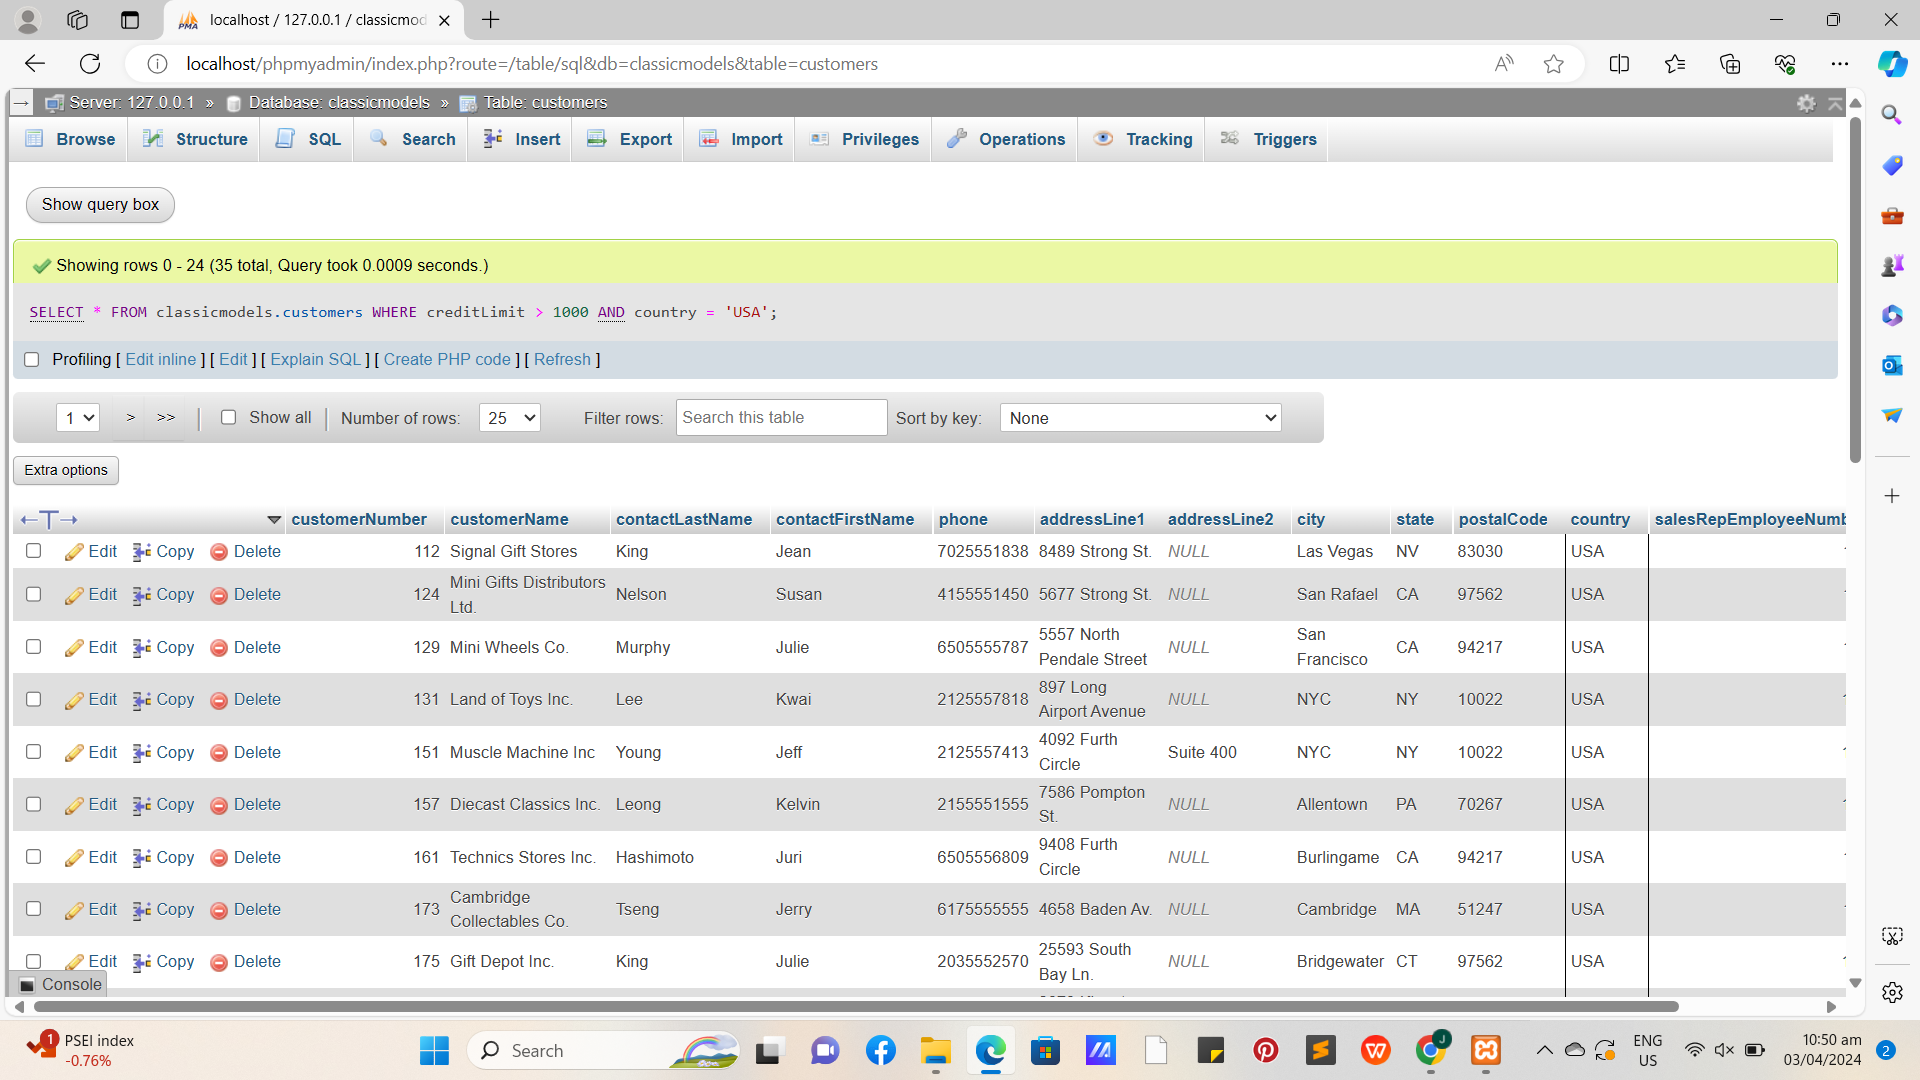 localhost / 127.0.0.1 / classicmod
localhost/phpmyadmin/index.php?route=/table/sql&db=classicmodels&table=customers
Server: 127.0.0.1 » Database: classicmodels » Table: customers
Browse Structure SQL Search Insert Export Import Privileges Operations Tracking Triggers
Show query box
Showing rows 0 - 24 (35 total, Query took 0.0009 seconds.)
SELECT * FROM classicmodels.customers WHERE creditLimit > 1000 AND country = 'USA';
Profiling [ Edit inline ] [ Edit ] [ Explain SQL ] [ Create PHP code ] [ Refresh ]
1 > >> | Show all | Number of rows: 25 Filter rows: Search this table Sort by key: None
Extra options
customerNumber customerName contactLastName contactFirstName phone addressLine1 addressLine2 city state postalCode country salesRepEmployeeNumb
Edit Copy Delete 112 Signal Gift Stores King Jean 7025551838 8489 Strong St. NULL Las Vegas NV 83030 USA
Edit Copy Delete 124 Mini Gifts Distributors Ltd. Nelson Susan 4155551450 5677 Strong St. NULL San Rafael CA 97562 USA
Edit Copy Delete 129 Mini Wheels Co. Murphy Julie 6505555787 5557 North Pendale Street NULL San Francisco CA 94217 USA
Edit Copy Delete 131 Land of Toys Inc. Lee Kwai 2125557818 897 Long Airport Avenue NULL NYC NY 10022 USA
Edit Copy Delete 151 Muscle Machine Inc Young Jeff 2125557413 4092 Furth Circle Suite 400 NYC NY 10022 USA
Edit Copy Delete 157 Diecast Classics Inc. Leong Kelvin 2155551555 7586 Pompton St. NULL Allentown PA 70267 USA
Edit Copy Delete 161 Technics Stores Inc. Hashimoto Juri 6505556809 9408 Furth Circle NULL Burlingame CA 94217 USA
Edit Copy Delete 173 Cambridge Collectables Co. Tseng Jerry 6175555555 4658 Baden Av. NULL Cambridge MA 51247 USA
Edit Copy Delete 175 Gift Depot Inc. King Julie 2035552570 25593 South Bay Ln. NULL Bridgewater CT 97562 USA
Console
1 PSEI index
-0.76%
Search
ENG
US
10:50 am
03/04/2024
2